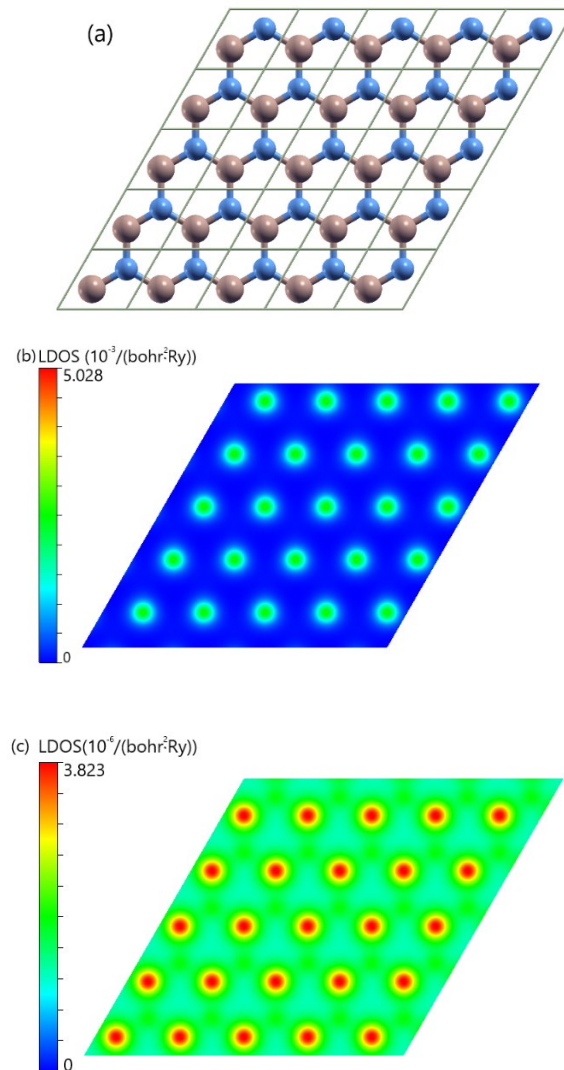 (a)
(b) LDOS (10⁻³/(bohr²Ry))
5.028
0
(c) LDOS(10⁻⁶/(bohr²Ry))
3.823
0